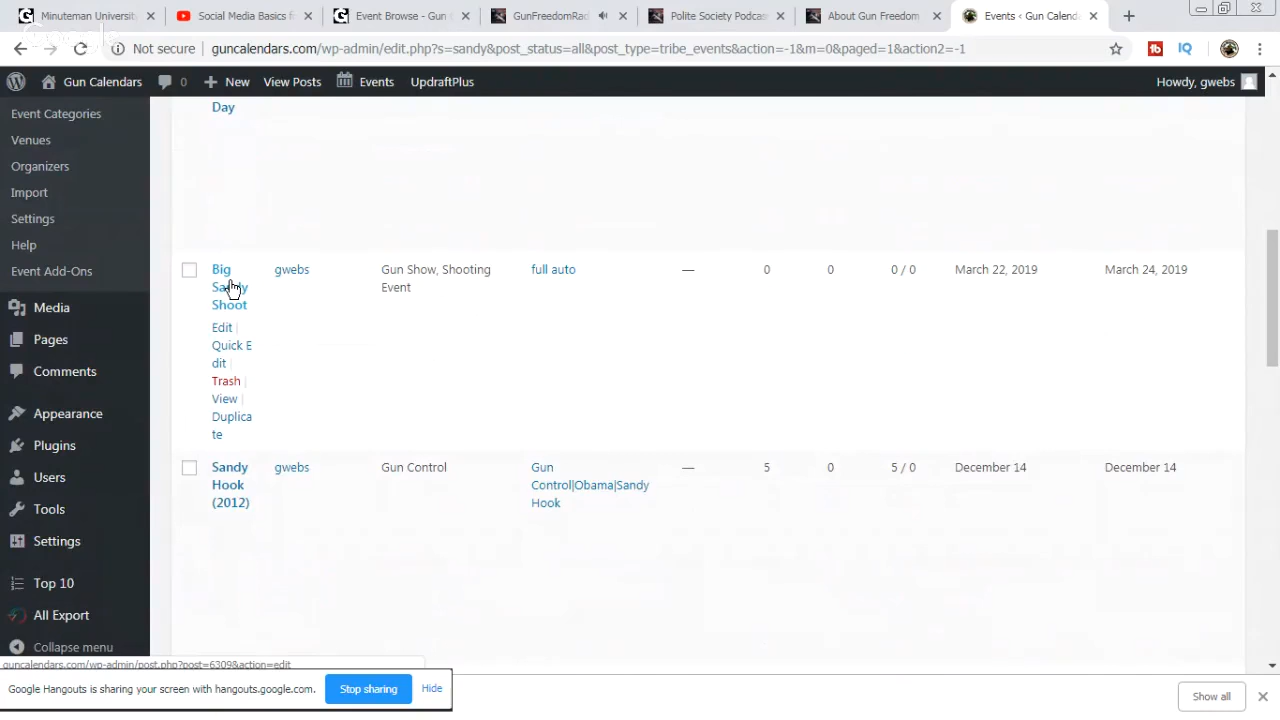 Minuteman Universit
Social Media Basics f
Event Browse - Gun
GunFreedomRad
Polite Society Podcas
About Gun Freedom
Events ‹ Gun Calenda
Google
Not secure
guncalendars.com/wp-admin/edit.php?s=sandy&post_status=all&post_type=tribe_events&action=-1&m=0&paged=1&action2=-1
Gun Calendars
0
New
View Posts
Events
UpdraftPlus
Howdy, gwebs
Event Categories
Venues
Organizers
Import
Settings
Help
Event Add-Ons
Media
Pages
Comments
Appearance
Plugins
Users
Tools
Settings
Top 10
All Export
Collapse menu
Day
Big
Sandy
Shoot
Edit |
Quick E
dit |
Trash |
View |
Duplica
te
gwebs
Gun Show, Shooting
Event
full auto
—
0
0
0 / 0
March 22, 2019
March 24, 2019
Sandy
Hook
(2012)
gwebs
Gun Control
Gun
Control|Obama|Sandy
Hook
—
5
0
5 / 0
December 14
December 14
guncalendars.com/wp-admin/post.php?post=6309&action=edit
Google Hangouts is sharing your screen with hangouts.google.com.
Stop sharing
Hide
Show all